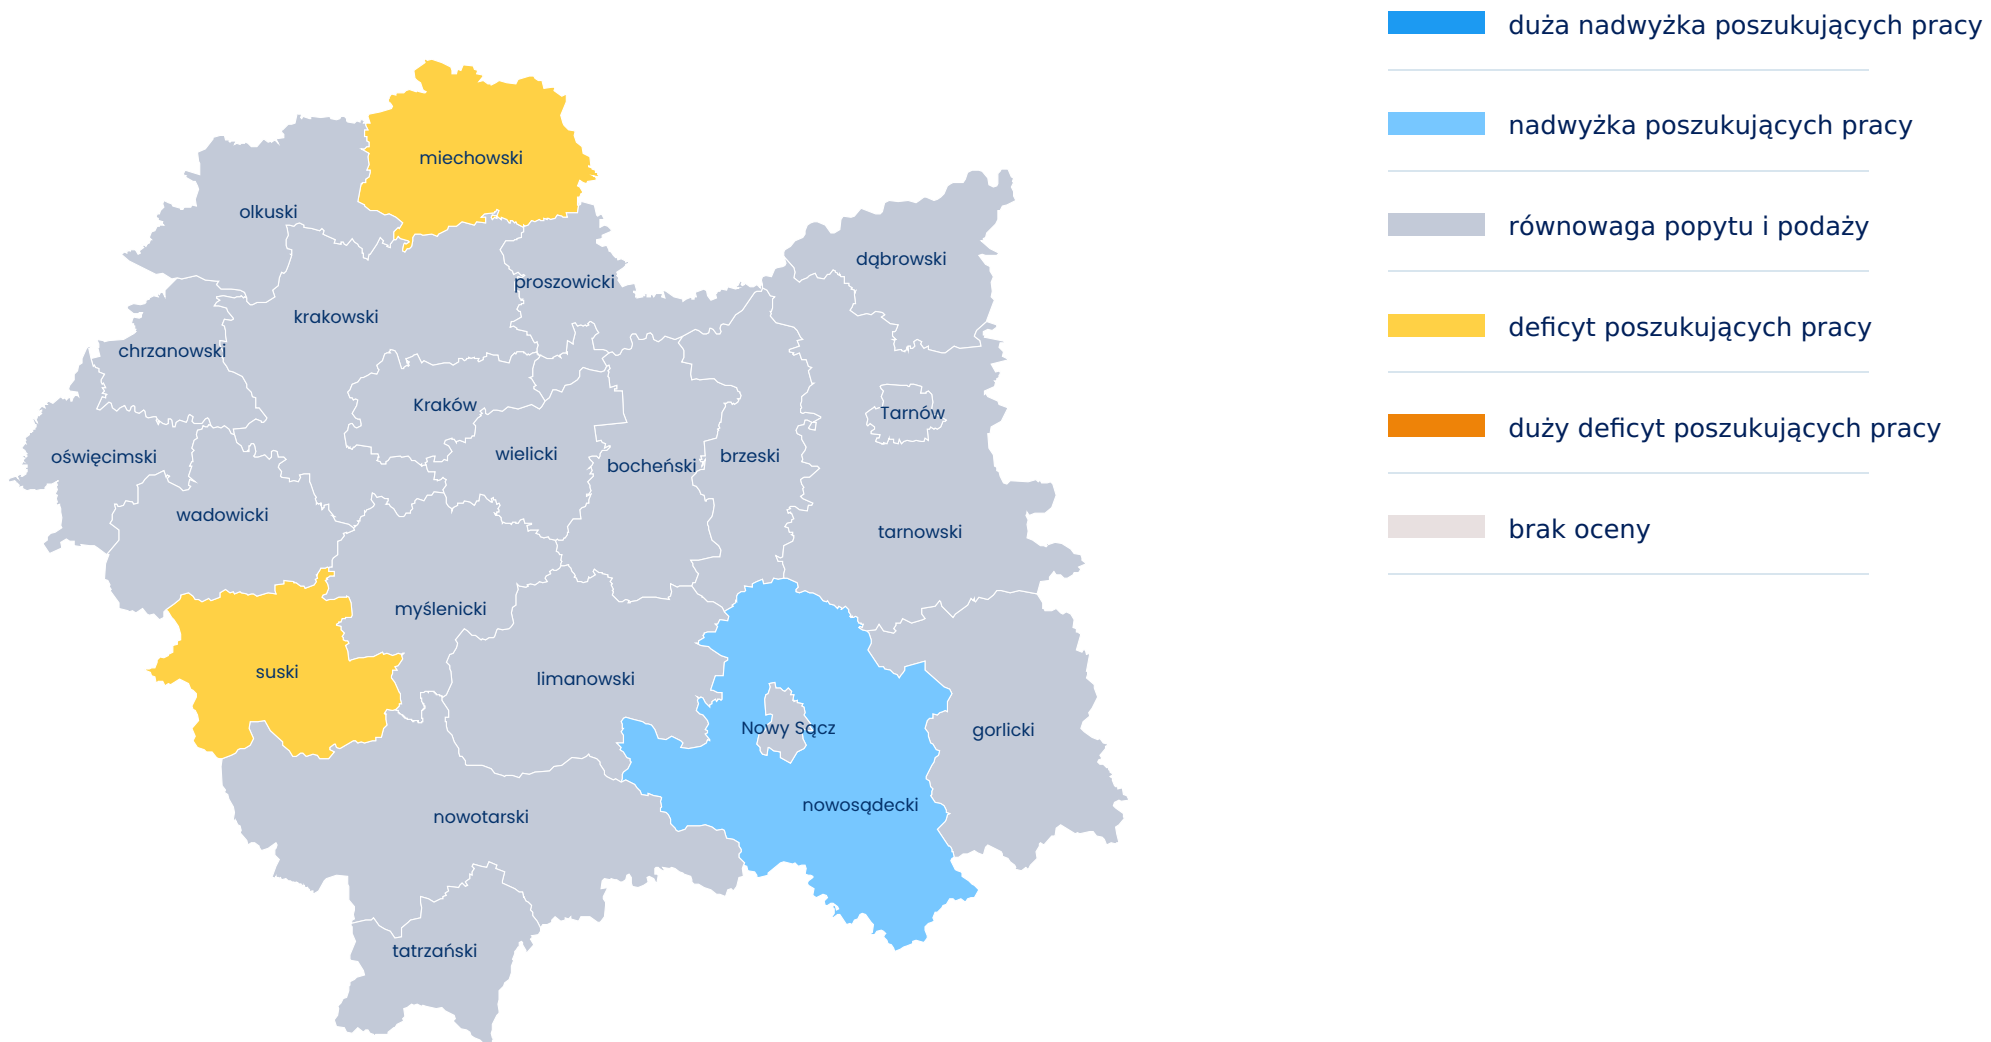 miechowski
olkuski
dąbrowski
proszowicki
krakowski
chrzanowski
Kraków
Tarnów
oświęcimski
wielicki
bocheński
brzeski
wadowicki
tarnowski
myślenicki
suski
limanowski
Nowy Sącz
gorlicki
nowosądecki
nowotarski
tatrzański
duża nadwyżka poszukujących pracy
nadwyżka poszukujących pracy
równowaga popytu i podaży
deficyt poszukujących pracy
duży deficyt poszukujących pracy
brak oceny